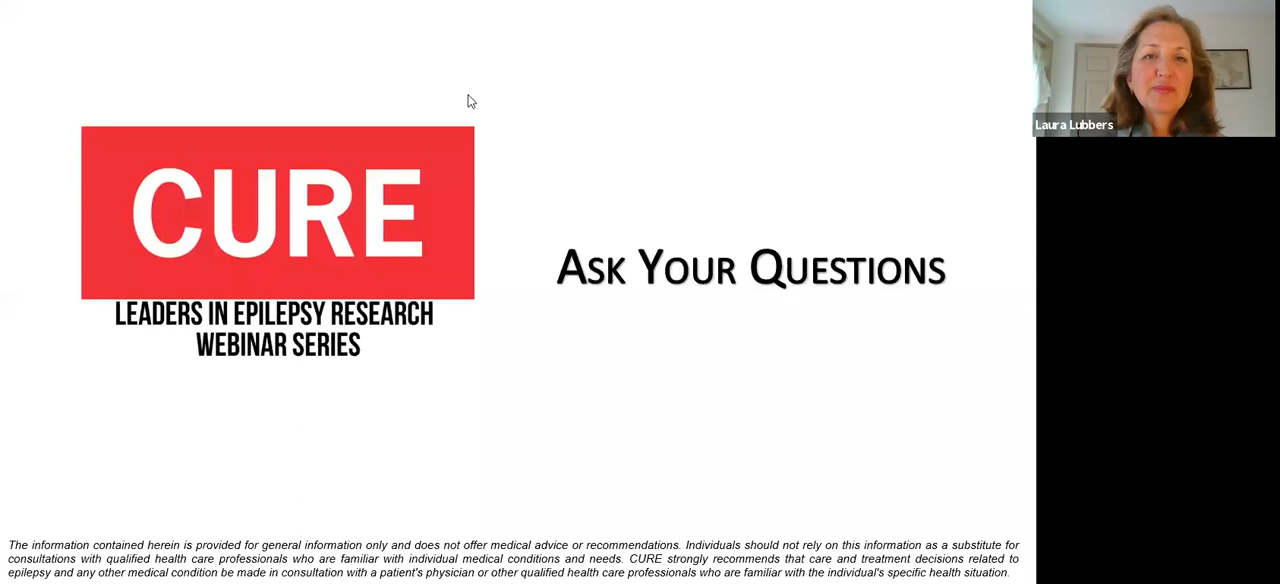 CURE
LEADERS IN EPILEPSY RESEARCH
WEBINAR SERIES
ASK YOUR QUESTIONS
Laura Lubbers
The information contained herein is provided for general information only and does not offer medical advice or recommendations. Individuals should not rely on this information as a substitute for
consultations with qualified health care professionals who are familiar with individual medical conditions and needs. CURE strongly recommends that care and treatment decisions related to
epilepsy and any other medical condition be made in consultation with a patient's physician or other qualified health care professionals who are familiar with the individual's specific health situation.